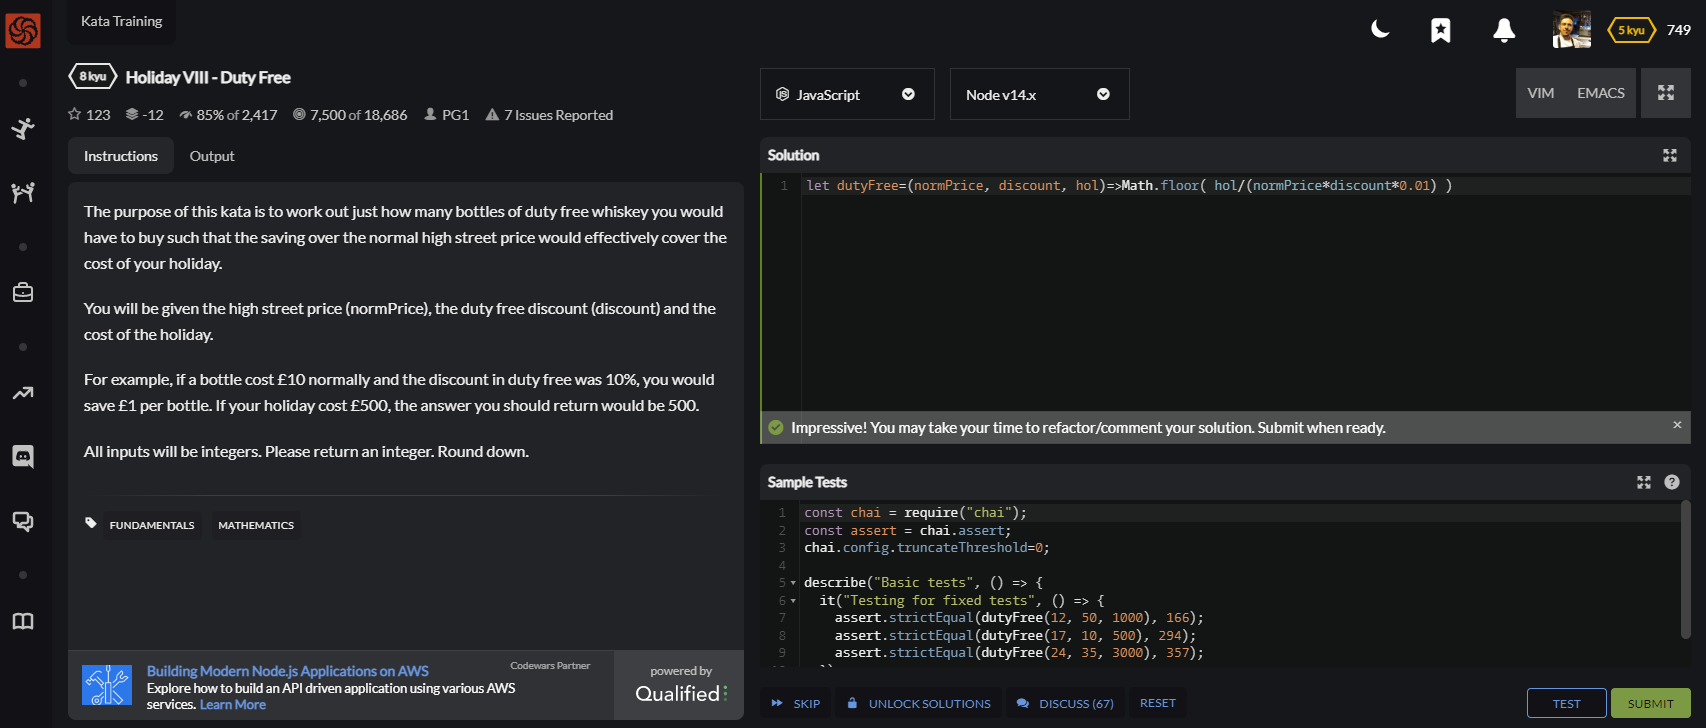 Kata Training
5 kyu
749
8 kyu
Holiday VIII - Duty Free
123
-12
85% of 2,417
7,500 of 18,686
PG1
7 Issues Reported
Instructions
Output
The purpose of this kata is to work out just how many bottles of duty free whiskey you would
have to buy such that the saving over the normal high street price would effectively cover the
cost of your holiday.
You will be given the high street price (normPrice), the duty free discount (discount) and the
cost of the holiday.
For example, if a bottle cost £10 normally and the discount in duty free was 10%, you would
save £1 per bottle. If your holiday cost £500, the answer you should return would be 500.
All inputs will be integers. Please return an integer. Round down.
FUNDAMENTALS
MATHEMATICS
Building Modern Node.js Applications on AWS
Codewars Partner
Explore how to build an API driven application using various AWS
services. Learn More
powered by
Qualified
JavaScript
Node v14.x
VIM
EMACS
Solution
1 let dutyFree=(normPrice, discount, hol)=>Math.floor( hol/(normPrice*discount*0.01) )
Impressive! You may take your time to refactor/comment your solution. Submit when ready.
×
Sample Tests
?
1 const chai = require("chai");
2 const assert = chai.assert;
3 chai.config.truncateThreshold=0;
4
5 describe("Basic tests", () => {
6 it("Testing for fixed tests", () => {
7 assert.strictEqual(dutyFree(12, 50, 1000), 166);
8 assert.strictEqual(dutyFree(17, 10, 500), 294);
9 assert.strictEqual(dutyFree(24, 35, 3000), 357);
SKIP
UNLOCK SOLUTIONS
DISCUSS (67)
RESET
TEST
SUBMIT